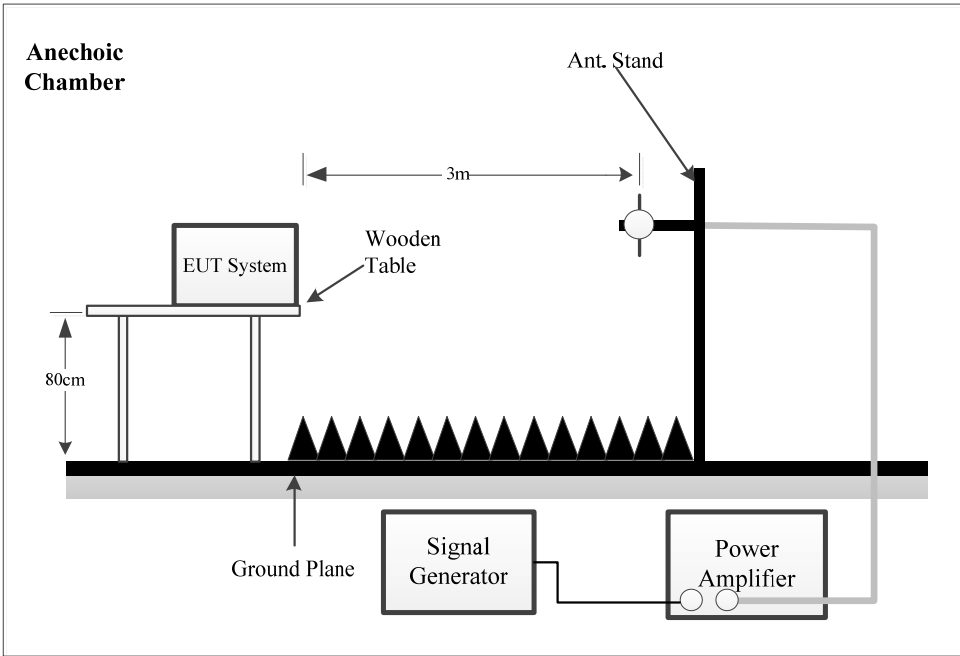 Anechoic
Chamber
Ant. Stand
3m
Wooden
Table
EUT System
80cm
Ground Plane
Signal
Generator
Power
Amplifier